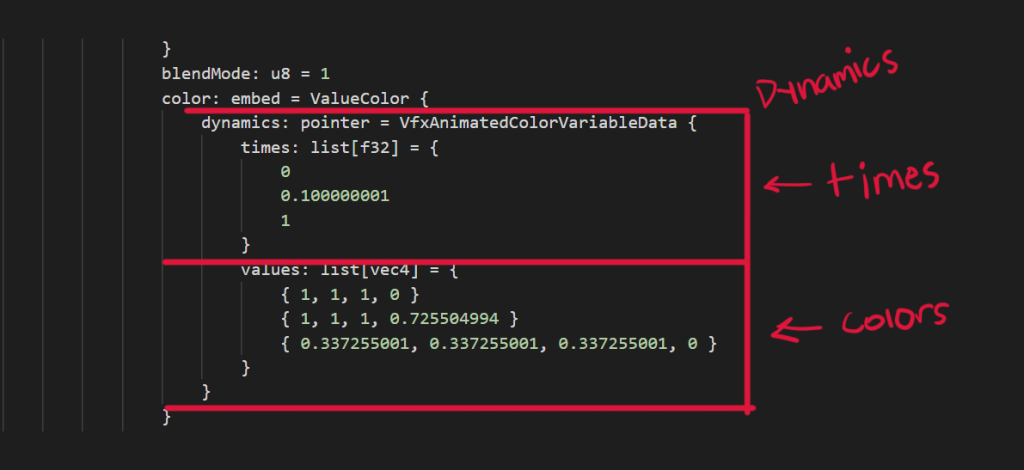 }
blendMode: u8 = 1
color: embed = ValueColor {
Dynamics
dynamics: pointer = VfxAnimatedColorVariableData {
times: list[f32] = {
0
← times
0.100000001
1
}
values: list[vec4] = {
{ 1, 1, 1, 0 }
{ 1, 1, 1, 0.725504994 }
← colors
{ 0.337255001, 0.337255001, 0.337255001, 0 }
}
}
}